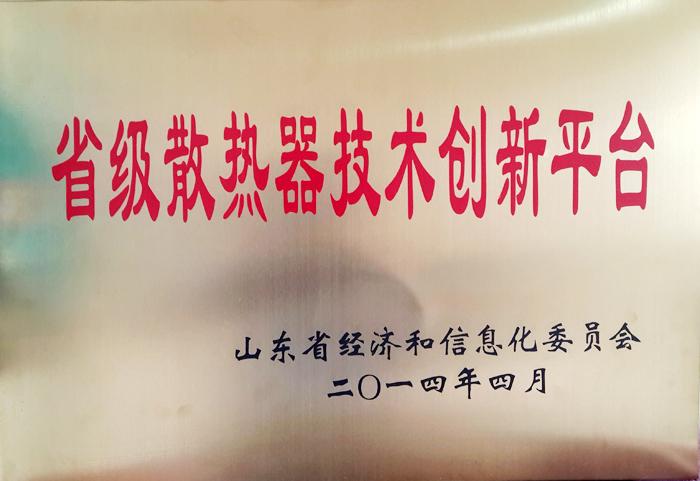 省级散热器技术创新平台
山东省经济和信息化委员会
二〇一四年四月